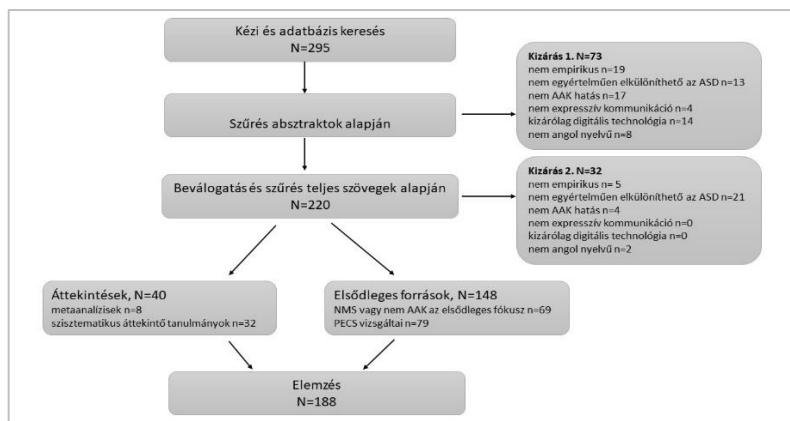 Kézi és adatbázis keresés
N=295
Kizárás 1. N=73
nem empirikus n=19
nem egyértelműen elkülöníthető az ASD n=13
nem AAK hatás n=17
nem expresszív kommunikáció n=4
kizárólag digitális technológia n=14
nem angol nyelvű n=8
Szűrés absztraktok alapján
Beválogatás és szűrés teljes szövegek alapján
N=220
Kizárás 2. N=32
nem empirikus n= 5
nem egyértelműen elkülöníthető az ASD n=21
nem AAK hatás n=4
nem expresszív kommunikáció n=0
kizárólag digitális technológia n=0
nem angol nyelvű n=2
Áttekintések, N=40
metaanalízisek n=8
szisztematikus áttekintő tanulmányok n=32
Elsődleges források, N=148
NMS vagy nem AAK az elsődleges fókusz n=69
PECS vizsgáltai n=79
Elemzés
N=188